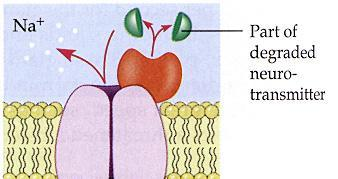 Na⁺
Part of
degraded
neuro-
transmitter